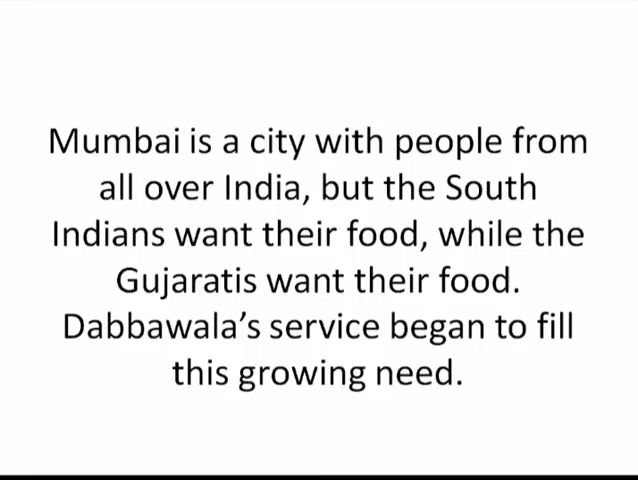 Mumbai is a city with people from
all over India, but the South
Indians want their food, while the
Gujaratis want their food.
Dabbawala’s service began to fill
this growing need.